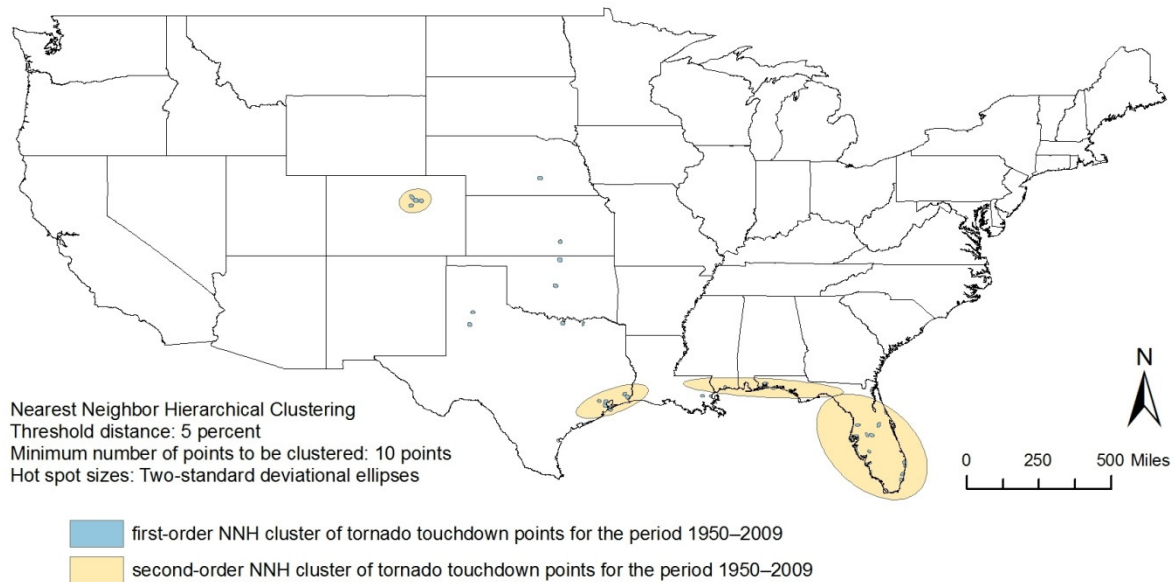 N
Nearest Neighbor Hierarchical Clustering
Threshold distance: 5 percent
Minimum number of points to be clustered: 10 points
Hot spot sizes: Two-standard deviational ellipses
0 250 500 Miles
first-order NNH cluster of tornado touchdown points for the period 1950–2009
second-order NNH cluster of tornado touchdown points for the period 1950–2009